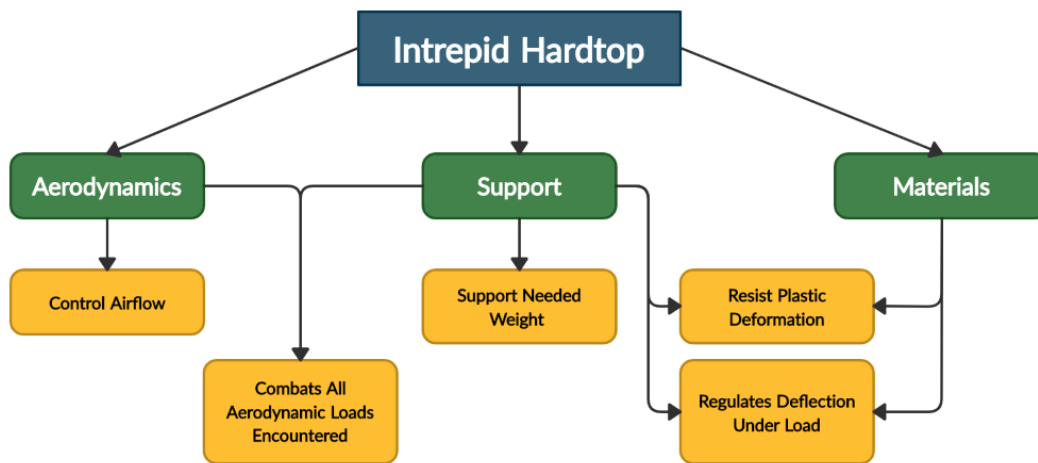 Intrepid Hardtop
Aerodynamics
Support
Materials
Control Airflow
Support Needed
Weight
Resist Plastic
Deformation
Combats All
Aerodynamic Loads
Encountered
Regulates Deflection
Under Load